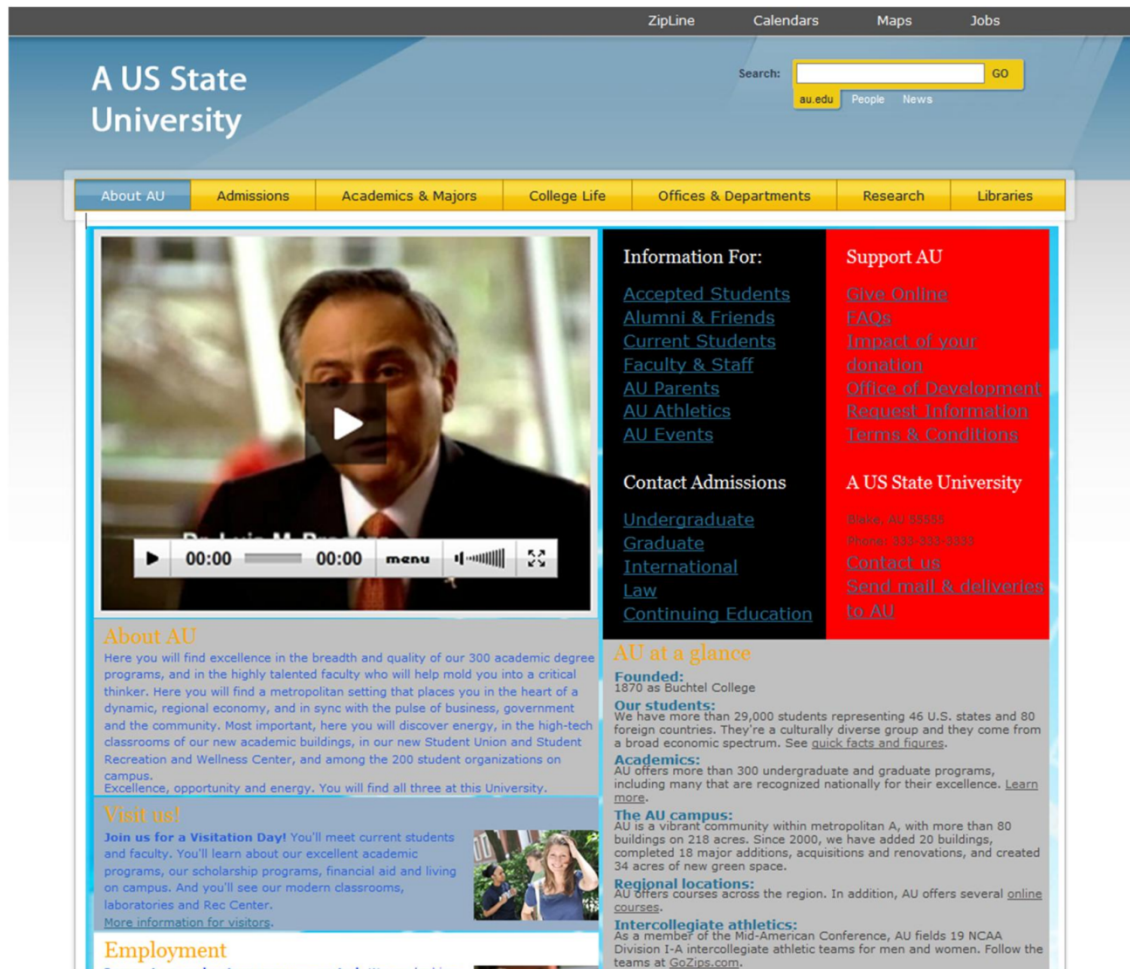 ZipLine Calendars Maps Jobs
A US State
University
Search: GO
au.edu People News
About AU Admissions Academics & Majors College Life Offices & Departments Research Libraries
00:00 00:00 menu
About AU
Here you will find excellence in the breadth and quality of our 300 academic degree
programs, and in the highly talented faculty who will help mold you into a critical
thinker. Here you will find a metropolitan setting that places you in the heart of a
dynamic, regional economy, and in sync with the pulse of business, government
and the community. Most important, here you will discover energy, in the high-tech
classrooms of our new academic buildings, in our new Student Union and Student
Recreation and Wellness Center, and among the 200 student organizations on
campus.
Excellence, opportunity and energy. You will find all three at this University.
Visit us!
Join us for a Visitation Day! You'll meet current students
and faculty. You'll learn about our excellent academic
programs, our scholarship programs, financial aid and living
on campus. And you'll see our modern classrooms,
laboratories and Rec Center.
More information for visitors.
Employment
Information For:
Accepted Students
Alumni & Friends
Current Students
Faculty & Staff
AU Parents
AU Athletics
AU Events
Contact Admissions
Undergraduate
Graduate
International
Law
Continuing Education
Support AU
Give Online
FAQs
Impact of your
donation
Office of Development
Request Information
Terms & Conditions
A US State University
Blake, AU 55555
Phone: 333-333-3333
Contact us
Send mail & deliveries
to AU
AU at a glance
Founded:
1870 as Buchtel College
Our students:
We have more than 29,000 students representing 46 U.S. states and 80
foreign countries. They're a culturally diverse group and they come from
a broad economic spectrum. See quick facts and figures.
Academics:
AU offers more than 300 undergraduate and graduate programs,
including many that are recognized nationally for their excellence. Learn
more.
The AU campus:
AU is a vibrant community within metropolitan A, with more than 80
buildings on 218 acres. Since 2000, we have added 20 buildings,
completed 18 major additions, acquisitions and renovations, and created
34 acres of new green space.
Regional locations:
AU offers courses across the region. In addition, AU offers several online
courses.
Intercollegiate athletics:
As a member of the Mid-American Conference, AU fields 19 NCAA
Division I-A intercollegiate athletic teams for men and women. Follow the
teams at GoZips.com.